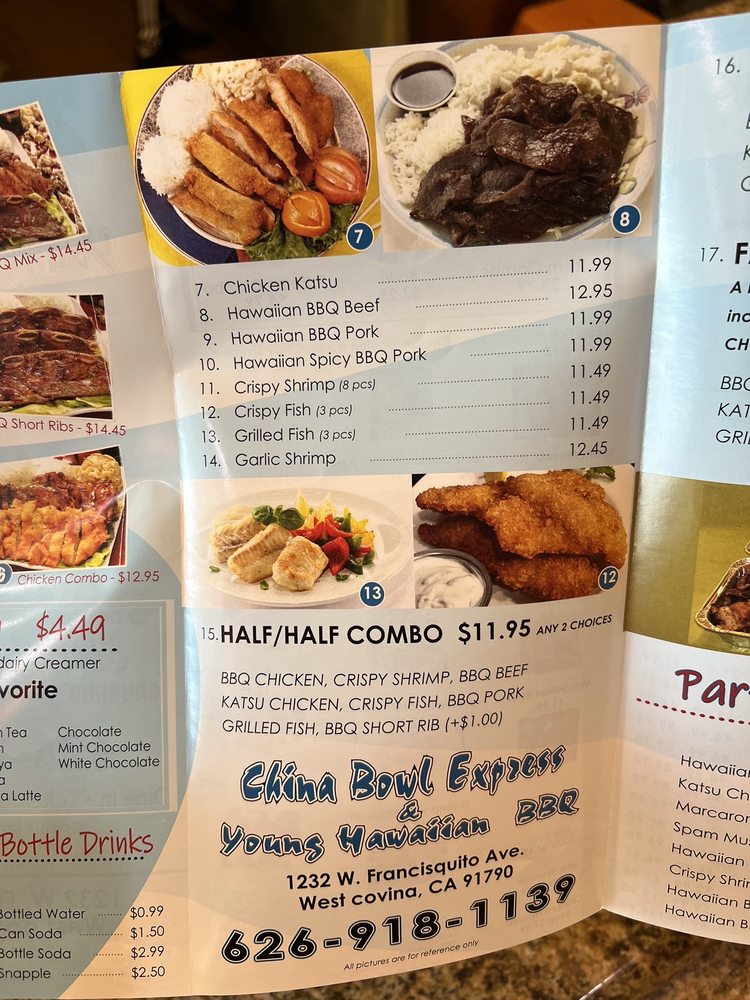 Q Mix - $14.45
Q Short Ribs - $14.45
6
Chicken Combo - $12.95
$4.49
dairy Creamer
vorite
Tea
Chocolate
Mint Chocolate
White Chocolate
Latte
Bottle Drinks
Bottled Water $0.99
Can Soda $1.50
Bottle Soda $2.99
Snapple $2.50
7
8
7. Chicken Katsu 11.99
8. Hawaiian BBQ Beef 12.95
9. Hawaiian BBQ Pork 11.99
10. Hawaiian Spicy BBQ Pork 11.99
11. Crispy Shrimp (8 pcs) 11.49
12. Crispy Fish (3 pcs) 11.49
13. Grilled Fish (3 pcs) 11.49
14. Garlic Shrimp 12.45
13
12
15. HALF/HALF COMBO $11.95 ANY 2 CHOICES
BBQ CHICKEN, CRISPY SHRIMP, BBQ BEEF
KATSU CHICKEN, CRISPY FISH, BBQ PORK
GRILLED FISH, BBQ SHORT RIB (+$1.00)
China Bowl Express
&
Young Hawaiian BBQ
1232 W. Francisquito Ave.
West covina, CA 91790
626-918-1139
All pictures are for reference only
16.
17. F
A
inc
CH
BBQ
KAT
GRI
Par
Hawaiian
Katsu Ch
Marcaron
Spam Mus
Hawaiian
Crispy Shri
Hawaiian B
Hawaiian B